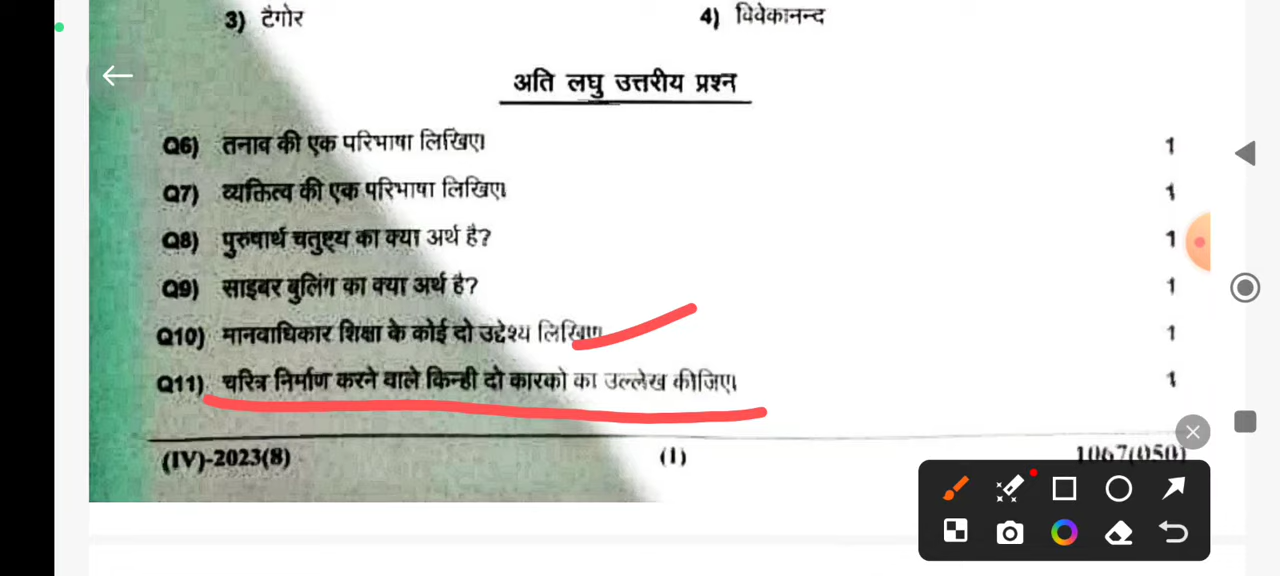 3) टैगोर 4) विवेकानन्द
अति लघु उत्तरीय प्रश्न
Q6) तनाव की एक परिभाषा लिखिए। 1
Q7) व्यक्तित्व की एक परिभाषा लिखिए। 1
Q8) पुरुषार्थ चतुष्ट्य का क्या अर्थ है? 1
Q9) साइबर बुलिंग का क्या अर्थ है? 1
Q10) मानवाधिकार शिक्षा के कोई दो उद्देश्य लिखिए। 1
Q11) चरित्र निर्माण करने वाले किन्ही दो कारको का उल्लेख कीजिए। 1
(IV)-2023(8) (1) 1067(050)